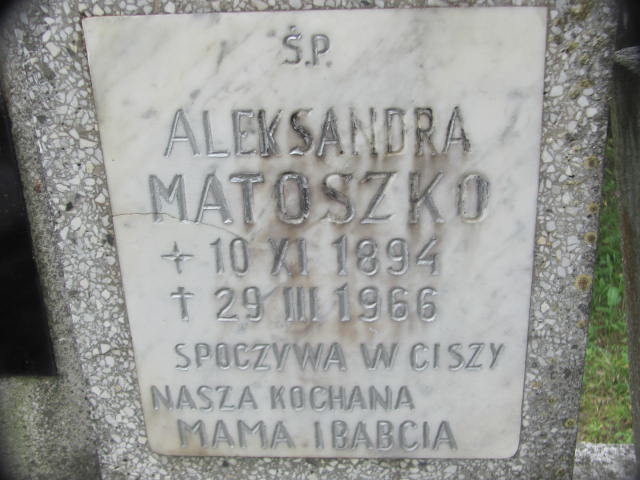 Ś.P.
ALEKSANDRA
MATOSZKO
+ 10 XI 1894
† 29 III 1966
SPOCZYWA W CISZY
NASZA KOCHANA
MAMA I BABCIA